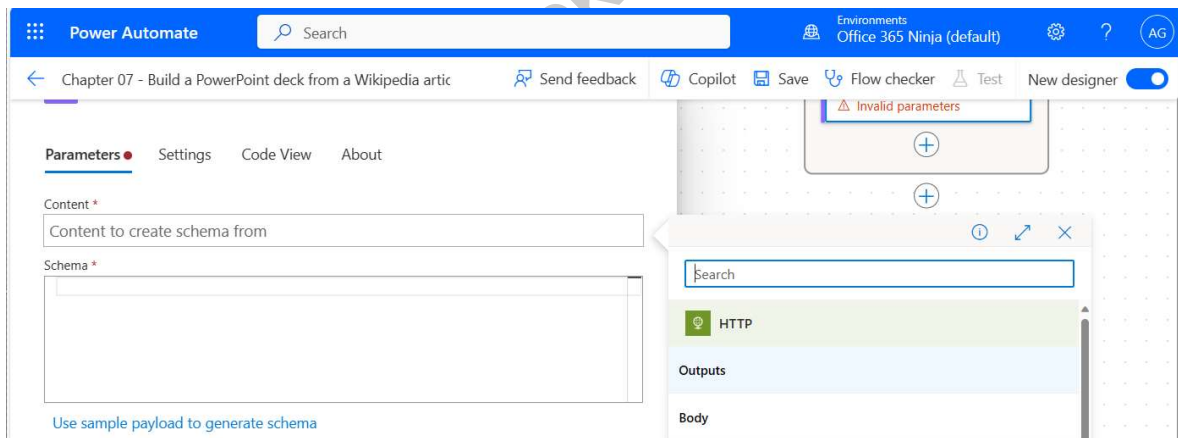 Power Automate
Search
Environments
Office 365 Ninja (default)
AG
Chapter 07 - Build a PowerPoint deck from a Wikipedia artic
Send feedback
Copilot
Save
Flow checker
Test
New designer
Invalid parameters
Parameters
Settings
Code View
About
Content *
Content to create schema from
Schema *
Search
HTTP
Outputs
Body
Use sample payload to generate schema